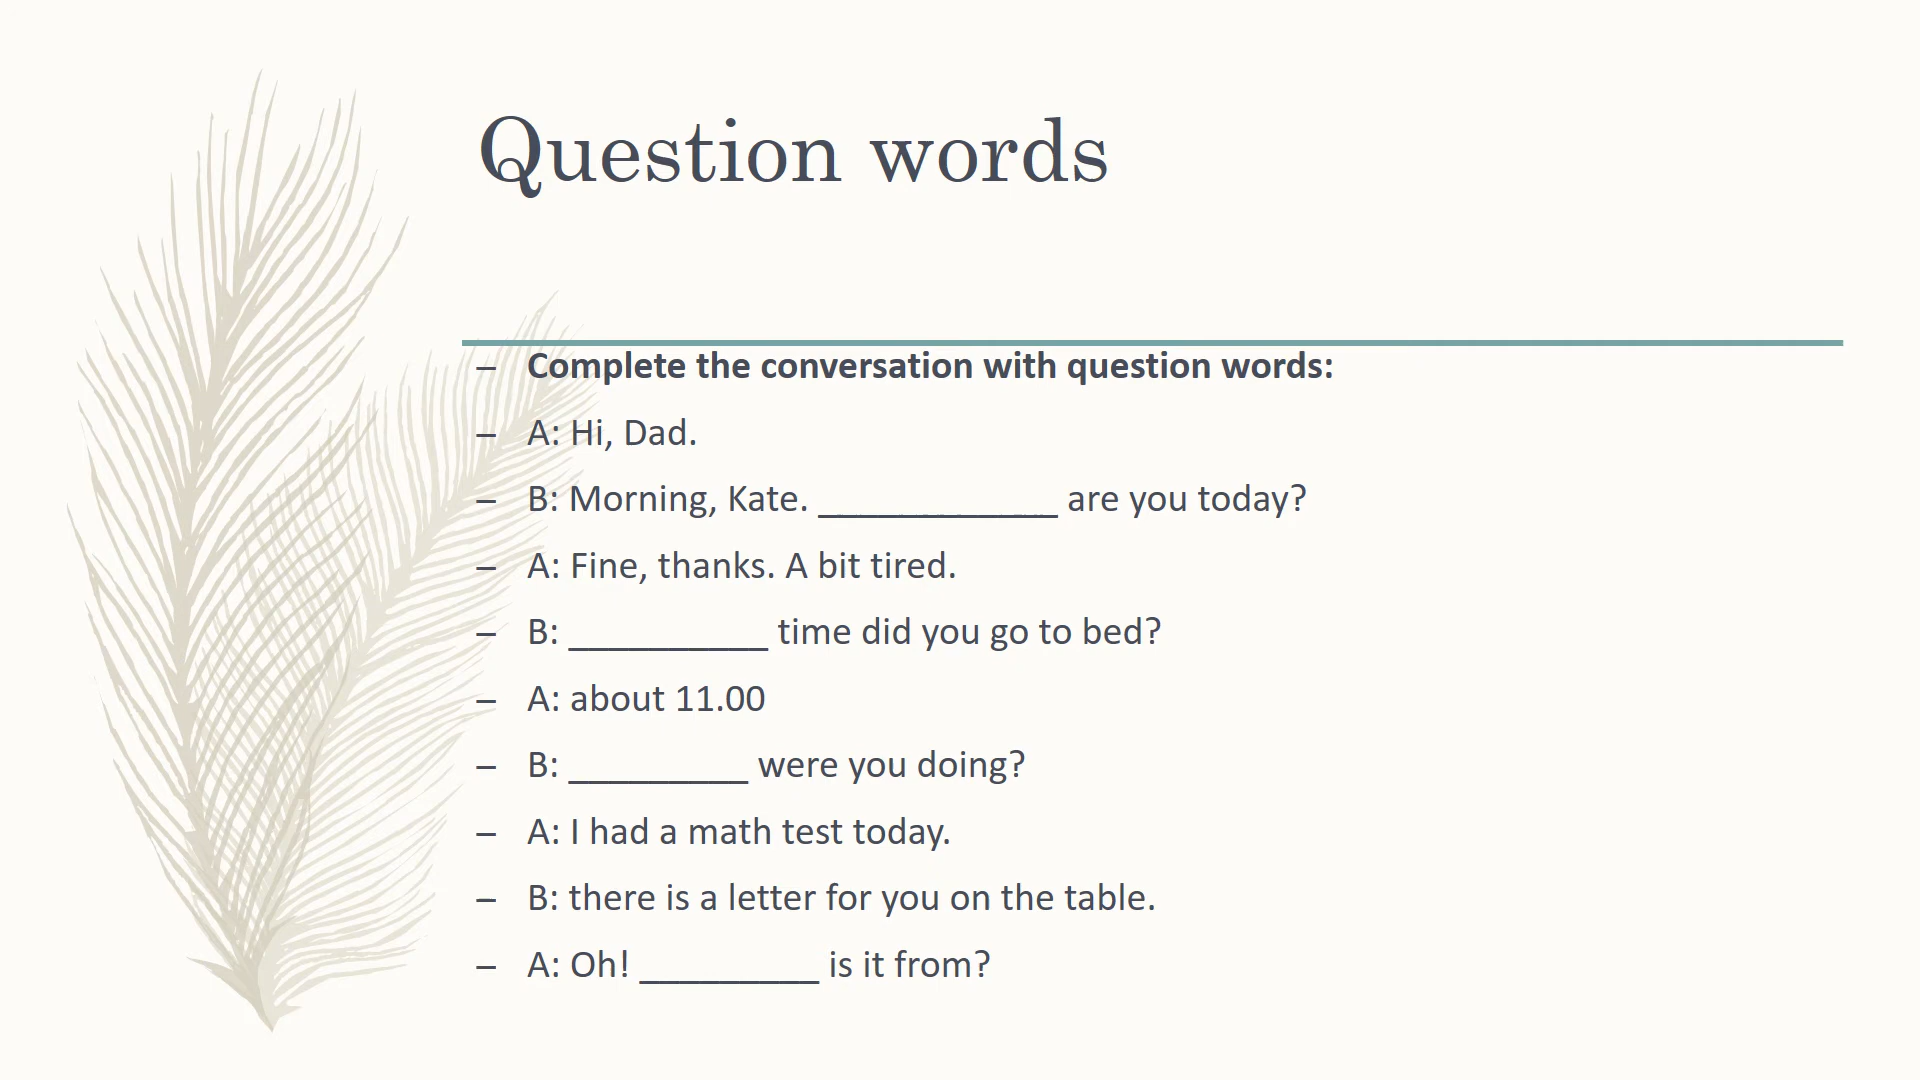 Question words
– Complete the conversation with question words:
– A: Hi, Dad.
– B: Morning, Kate. ____________ are you today?
– A: Fine, thanks. A bit tired.
– B: __________ time did you go to bed?
– A: about 11.00
– B: _________ were you doing?
– A: I had a math test today.
– B: there is a letter for you on the table.
– A: Oh! _________ is it from?